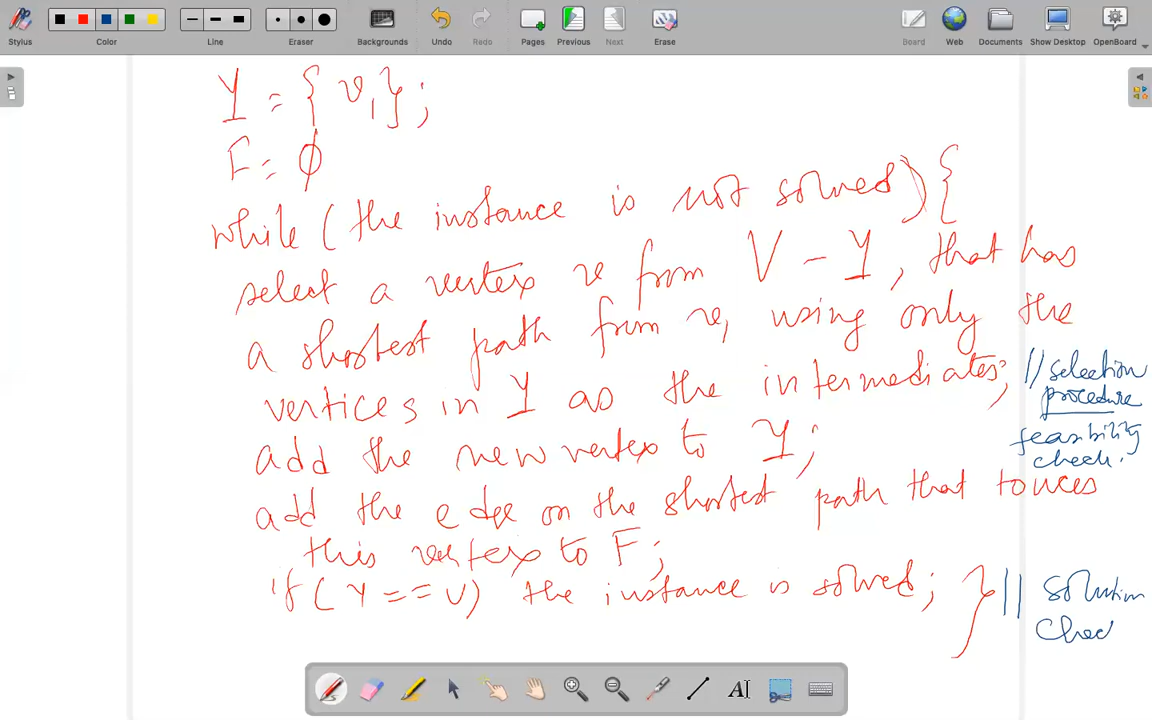 Stylus
Color
Line
Eraser
Backgrounds
Undo
Redo
Pages
Previous
Next
Erase
Board
Web
Documents
Show Desktop
OpenBoard
Y = { v1};
F = ϕ
while (the instance is not solved) {
select a vertex v from V - Y, that has
a shortest path from v, using only the
vertices in Y as the intermediates; // selection
procedure
feasibility
check.
add the new vertex to Y;
add the edge on the shortest path that touces
this vertex to F;
if (Y == V) the instance is solved; } // solution
Chec